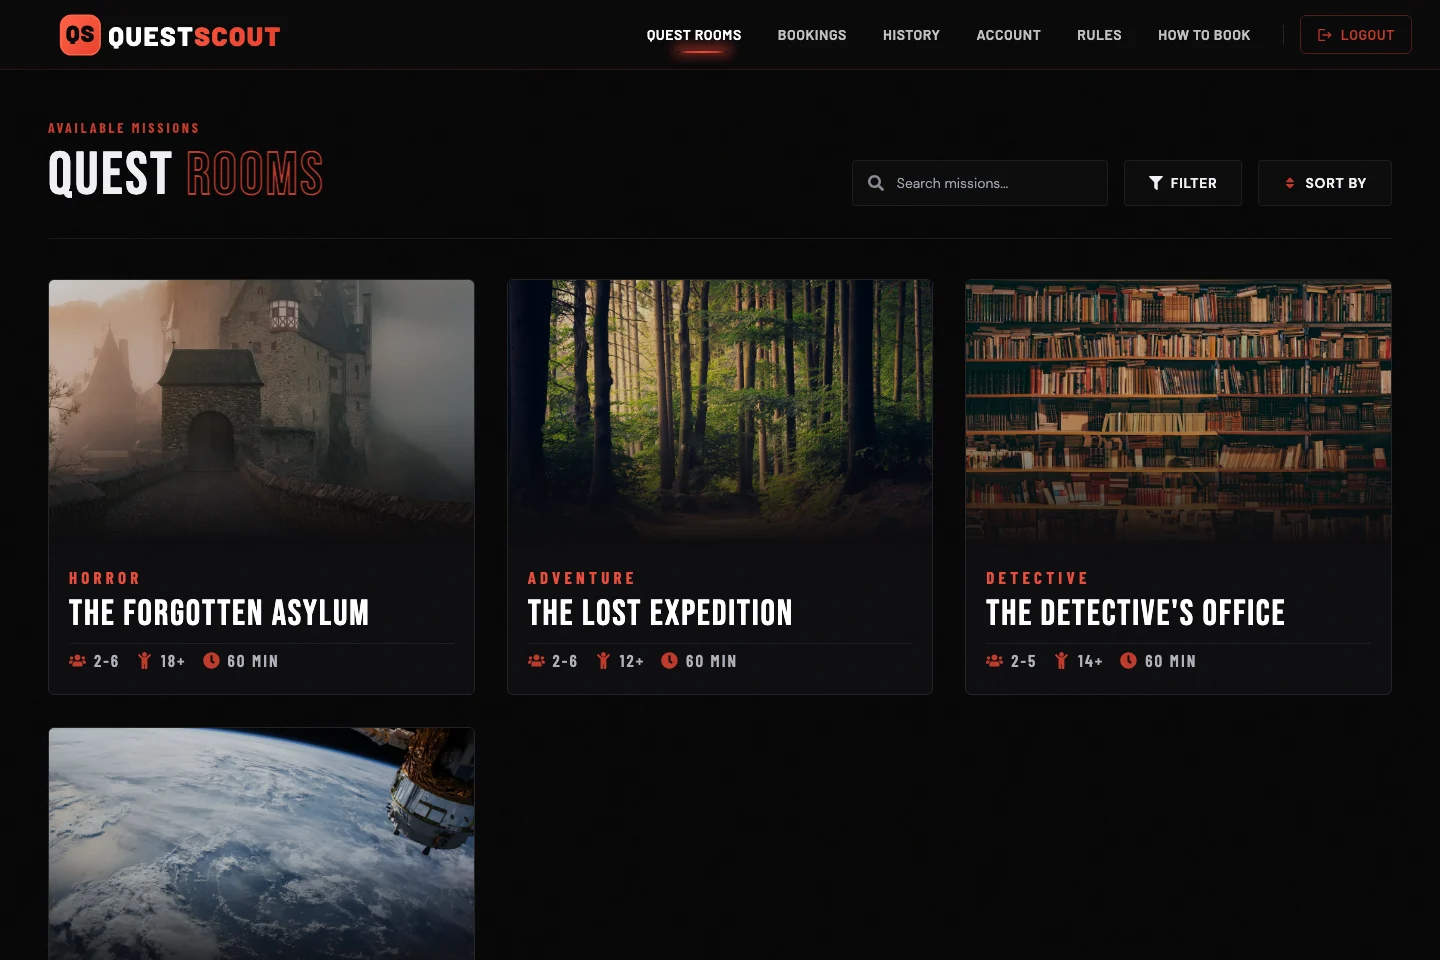 QS QUESTSCOUT
QUEST ROOMS
BOOKINGS
HISTORY
ACCOUNT
RULES
HOW TO BOOK
LOGOUT
AVAILABLE MISSIONS
QUEST ROOMS
Search missions...
FILTER
SORT BY
HORROR
THE FORGOTTEN ASYLUM
2-6 18+ 60 MIN
ADVENTURE
THE LOST EXPEDITION
2-6 12+ 60 MIN
DETECTIVE
THE DETECTIVE'S OFFICE
2-5 14+ 60 MIN